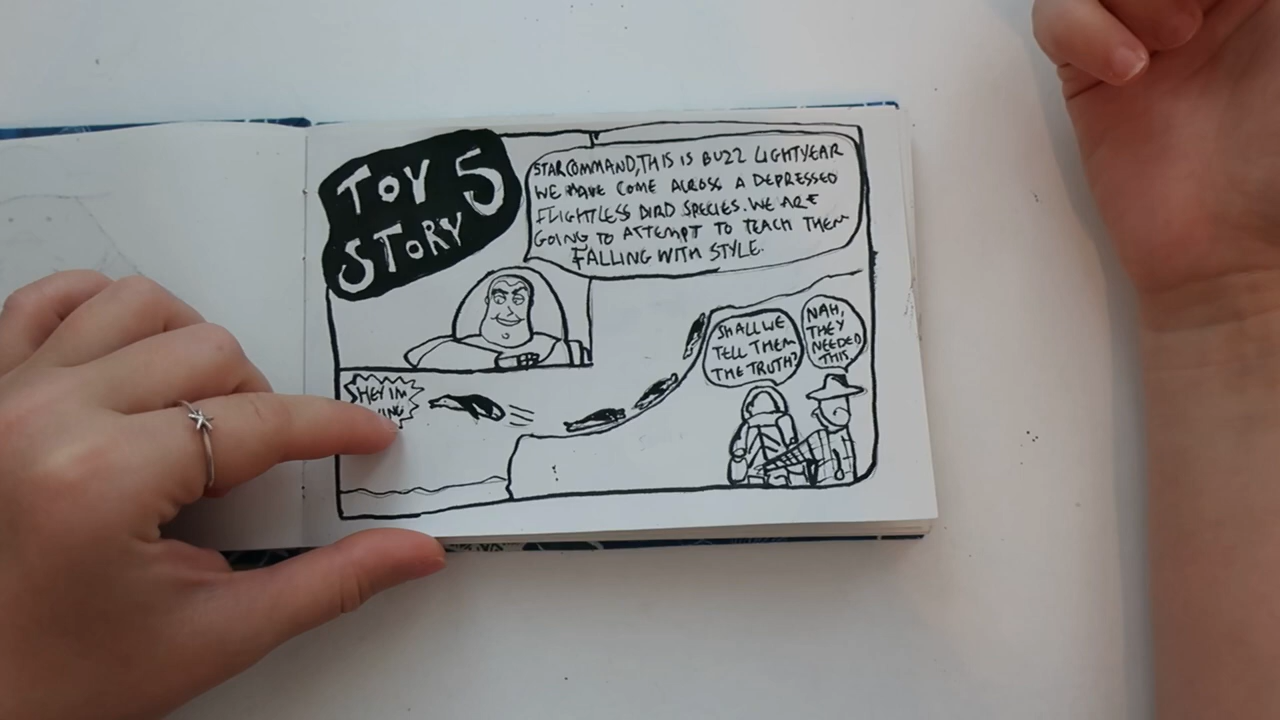 TOY 5
STORY
STAR COMMAND, THIS IS BUZZ LIGHTYEAR
WE HAVE COME ACROSS A DEPRESSED
FLIGHTLESS BIRD SPECIES. WE ARE
GOING TO ATTEMPT TO TEACH THEM
FALLING WITH STYLE.
HEY IM
SHALL WE
TELL THEM
THE TRUTH?
NAH,
THEY
NEEDED
THIS